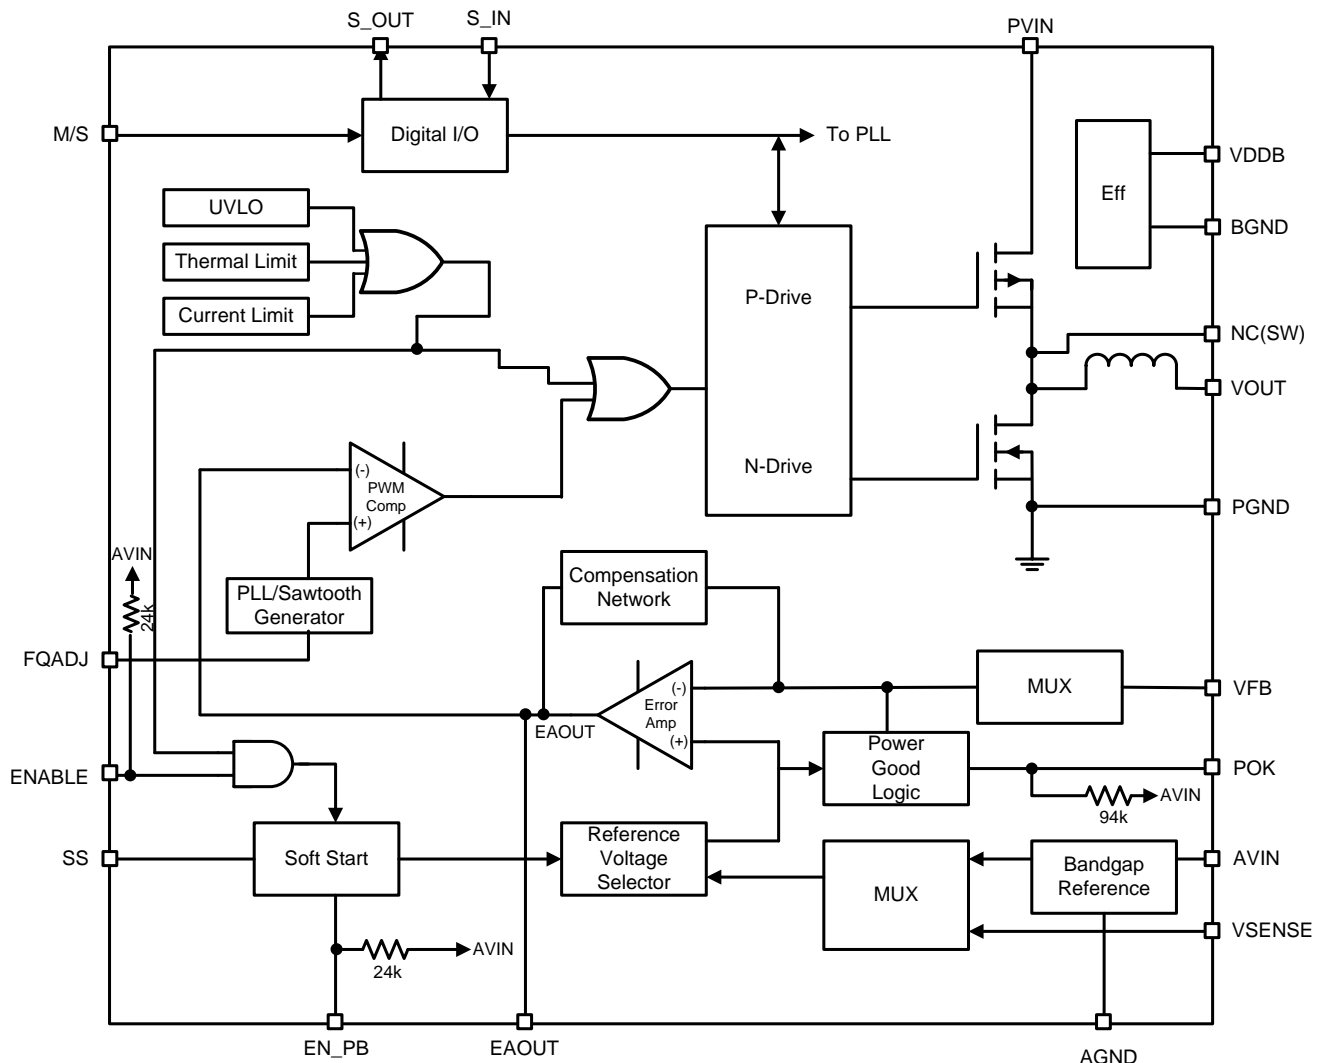 S_OUT
S_IN
PVIN
M/S
Digital I/O
To PLL
VDDB
Eff
UVLO
BGND
Thermal Limit
P-Drive
Current Limit
NC(SW)
VOUT
(-)
PWM
Comp
(+)
N-Drive
PGND
AVIN
24k
PLL/Sawtooth
Generator
Compensation
Network
FQADJ
(-)
Error
Amp
(+)
MUX
VFB
EAOUT
Power
Good
Logic
ENABLE
POK
AVIN
94k
SS
Soft Start
Reference
Voltage
Selector
MUX
Bandgap
Reference
AVIN
VSENSE
AVIN
24k
EN_PB
EAOUT
AGND